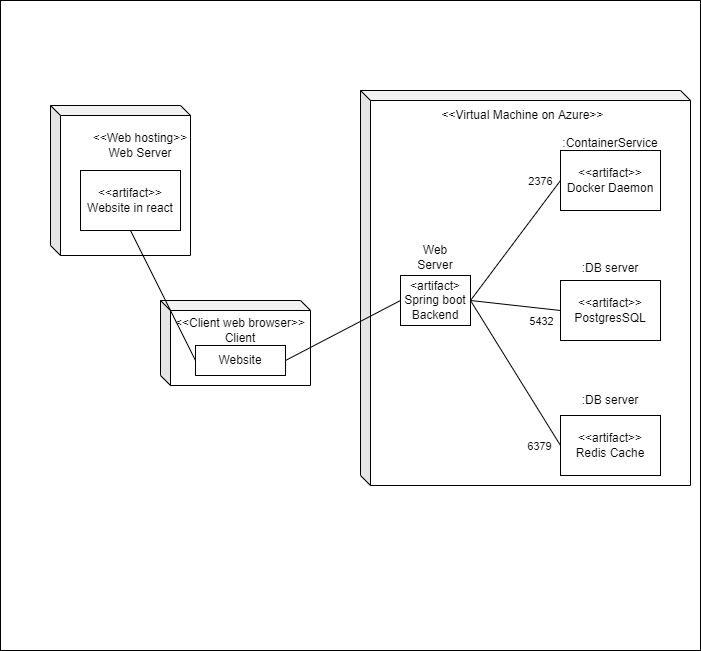 <<Web hosting>>
Web Server
<<artifact>>
Website in react
<<Client web browser>>
Client
Website
<<Virtual Machine on Azure>>
Web
Server
<artifact>
Spring boot
Backend
:ContainerService
<<artifact>>
Docker Daemon
2376
:DB server
<<artifact>>
PostgresSQL
5432
:DB server
<<artifact>>
Redis Cache
6379